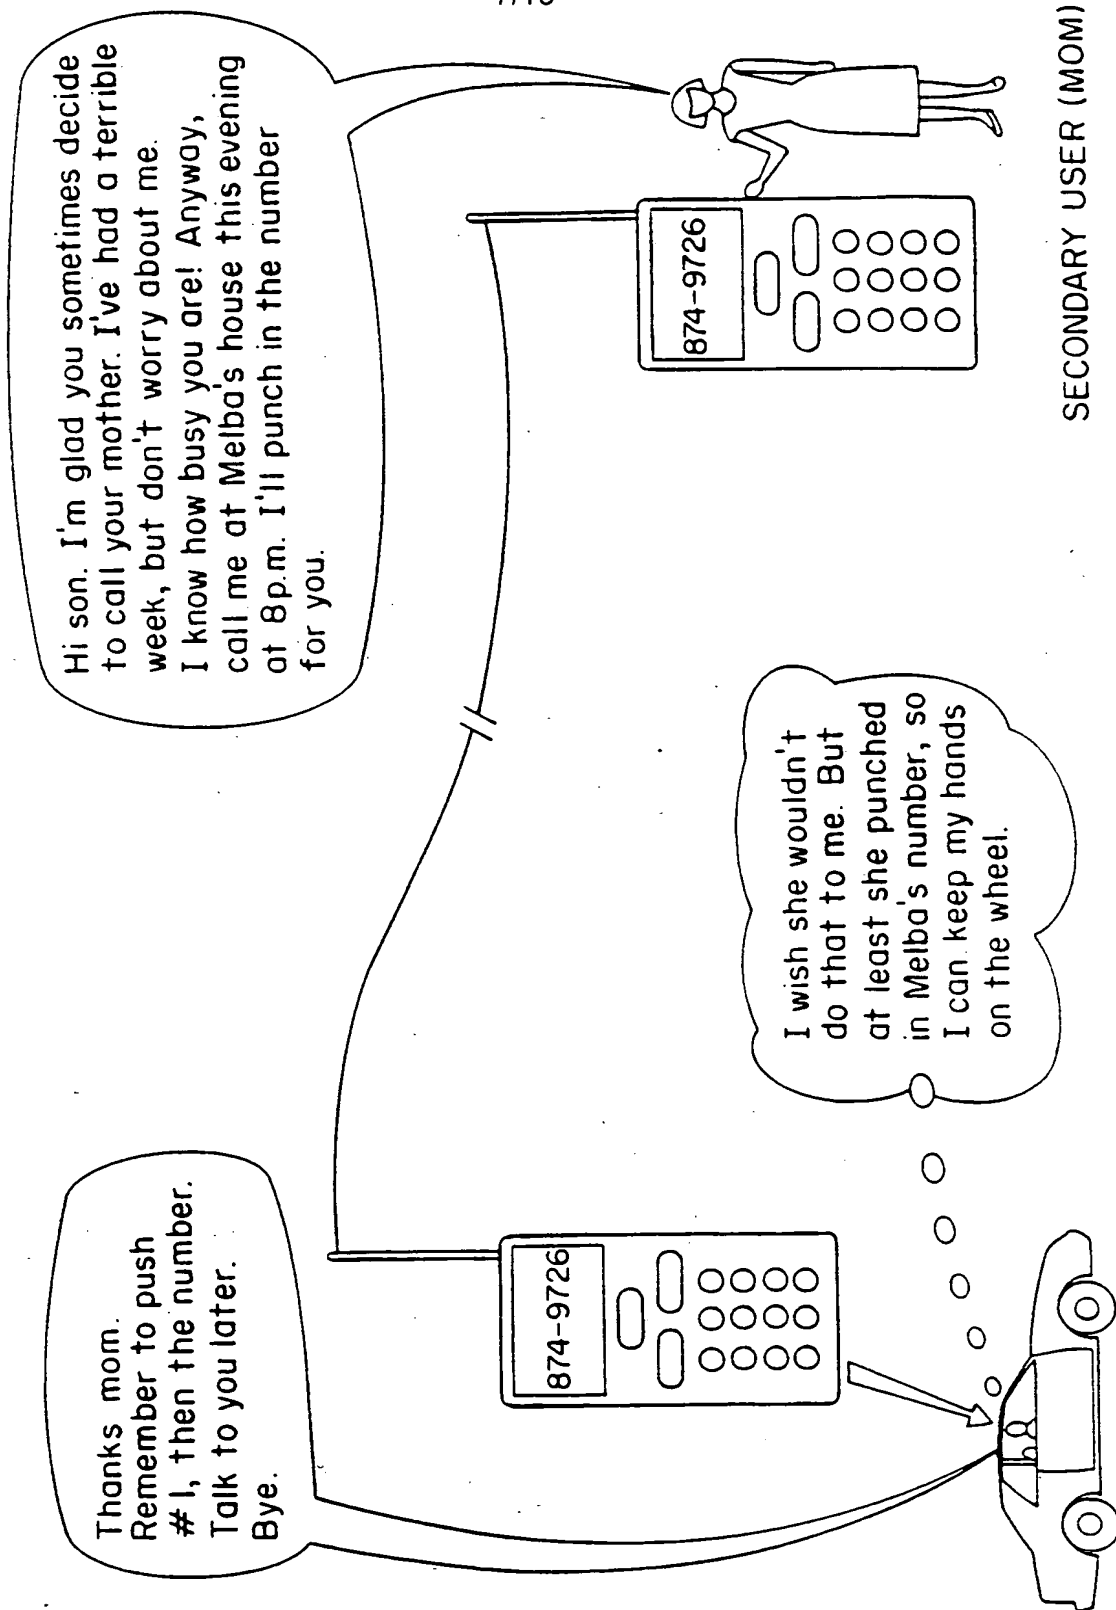 Thanks mom.
Remember to push
#1, then the number.
Talk to you later.
Bye.
Hi son. I'm glad you sometimes decide
to call your mother. I've had a terrible
week, but don't worry about me.
I know how busy you are! Anyway,
call me at Melba's house this evening
at 8p.m. I'll punch in the number
for you.
874-9726
874-9726
I wish she wouldn't
do that to me. But
at least she punched
in Melba's number, so
I can keep my hands
on the wheel.
SECONDARY USER (MOM)